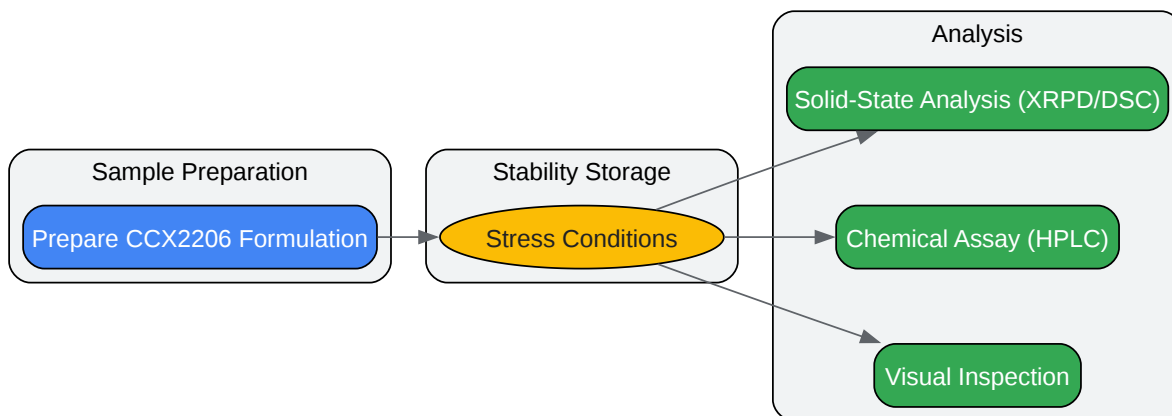 Analysis
Solid-State Analysis (XRPD/DSC)
Sample Preparation
Stability Storage
Prepare CCX2206 Formulation
Stress Conditions
Chemical Assay (HPLC)
Visual Inspection